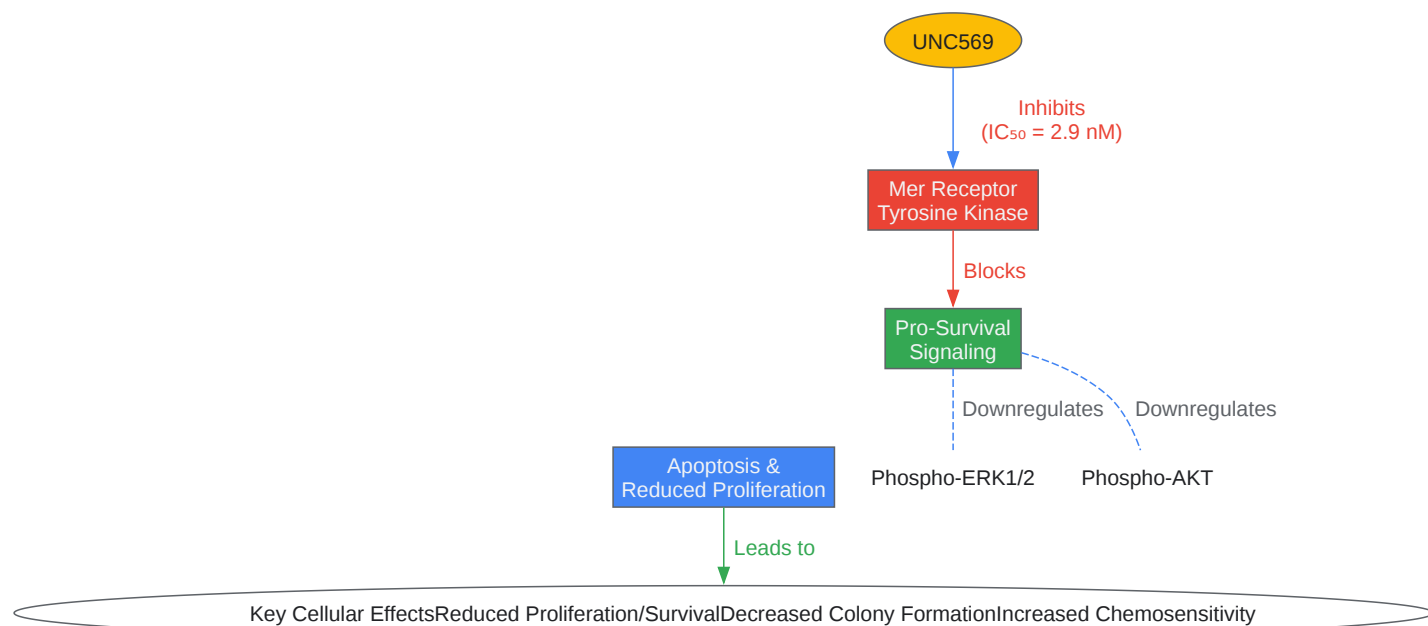 UNC569
Inhibits
(IC₅₀ = 2.9 nM)
Mer Receptor
Tyrosine Kinase
Blocks
Pro-Survival
Signaling
Downregulates
Downregulates
Apoptosis &
Reduced Proliferation
Phospho-ERK1/2
Phospho-AKT
Leads to
Key Cellular EffectsReduced Proliferation/SurvivalDecreased Colony FormationIncreased Chemosensitivity